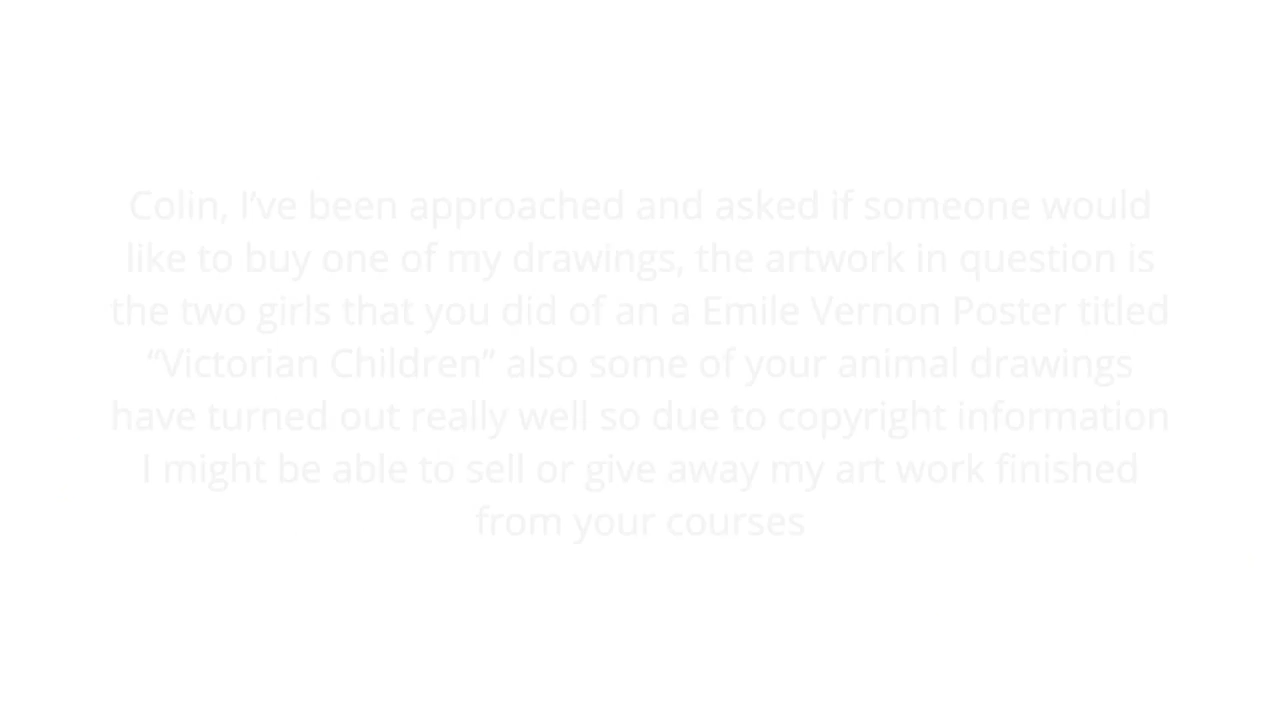 Colin, I’ve been approached and asked if someone would
like to buy one of my drawings, the artwork in question is
the two girls that you did of an a Emile Vernon Poster titled
“Victorian Children” also some of your animal drawings
have turned out really well so due to copyright information
I might be able to sell or give away my art work finished
from your courses